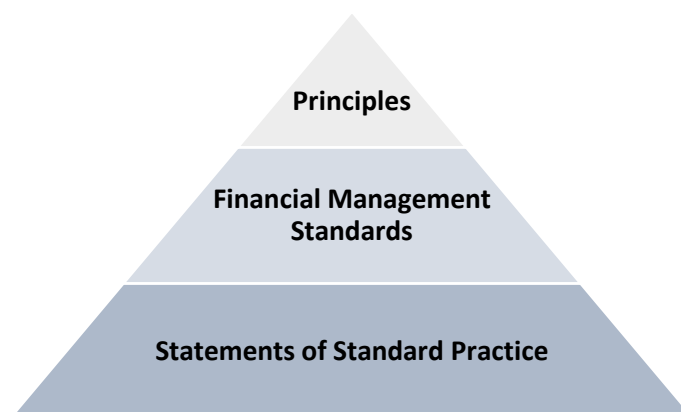 Principles
Financial Management
Standards
Statements of Standard Practice